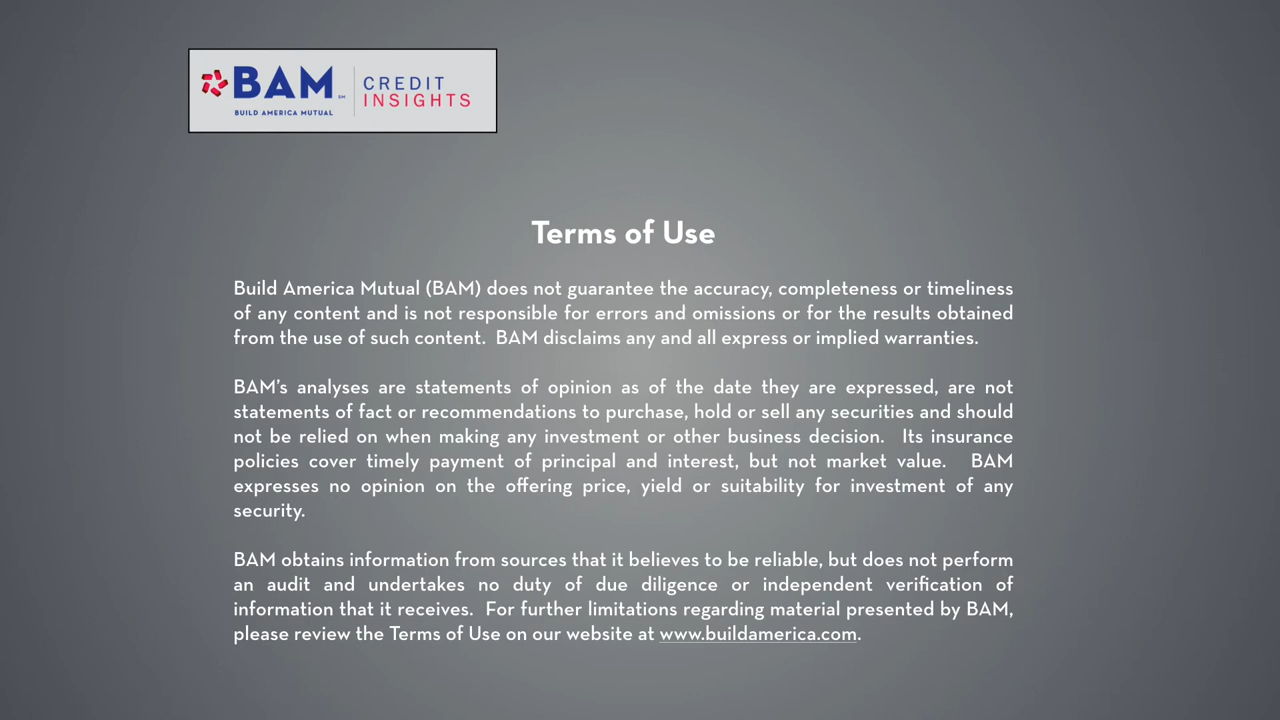 BAM SM
BUILD AMERICA MUTUAL
CREDIT
INSIGHTS
Terms of Use
Build America Mutual (BAM) does not guarantee the accuracy, completeness or timeliness
of any content and is not responsible for errors and omissions or for the results obtained
from the use of such content.  BAM disclaims any and all express or implied warranties.
BAM’s analyses are statements of opinion as of the date they are expressed, are not
statements of fact or recommendations to purchase, hold or sell any securities and should
not be relied on when making any investment or other business decision.  Its insurance
policies cover timely payment of principal and interest, but not market value.  BAM
expresses no opinion on the offering price, yield or suitability for investment of any
security.
BAM obtains information from sources that it believes to be reliable, but does not perform
an audit and undertakes no duty of due diligence or independent verification of
information that it receives.  For further limitations regarding material presented by BAM,
please review the Terms of Use on our website at www.buildamerica.com.